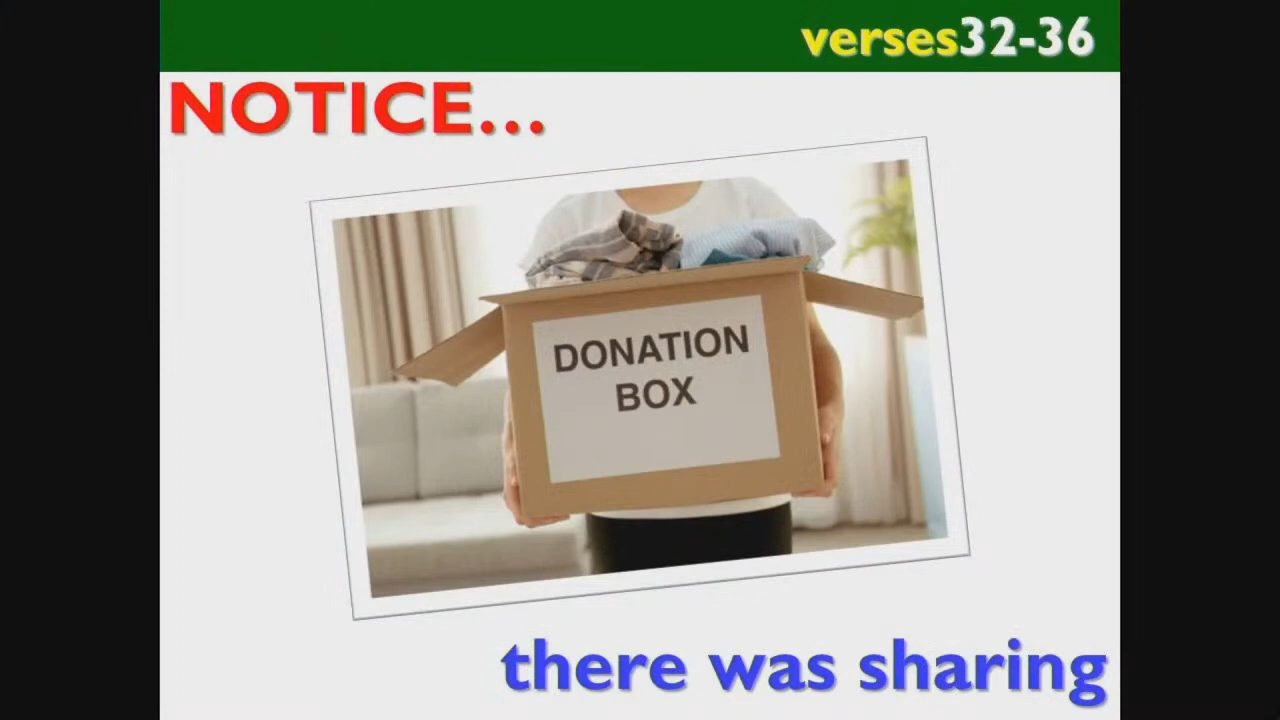 verses32-36
NOTICE...
DONATION
BOX
there was sharing